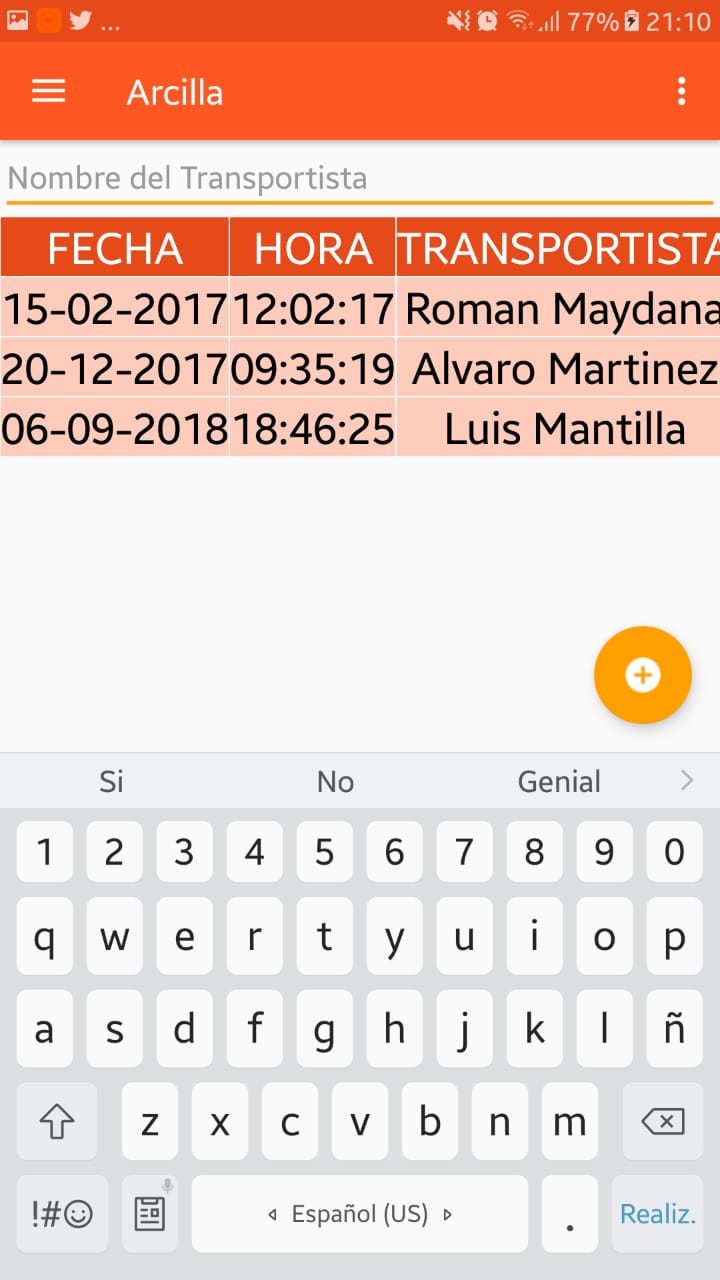 ... 77% 21:10
Arcilla
Nombre del Transportista
FECHA HORA TRANSPORTISTA
15-02-2017 12:02:17 Roman Maydana
20-12-2017 09:35:19 Alvaro Martinez
06-09-2018 18:46:25 Luis Mantilla
Si No Genial
1 2 3 4 5 6 7 8 9 0
q w e r t y u i o p
a s d f g h j k l ñ
z x c v b n m
!#☺ Español (US) . Realiz.